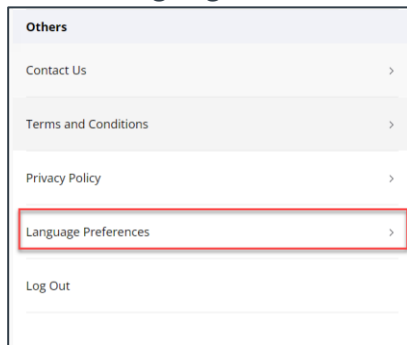 Others
Contact Us
Terms and Conditions
Privacy Policy
Language Preferences
Log Out